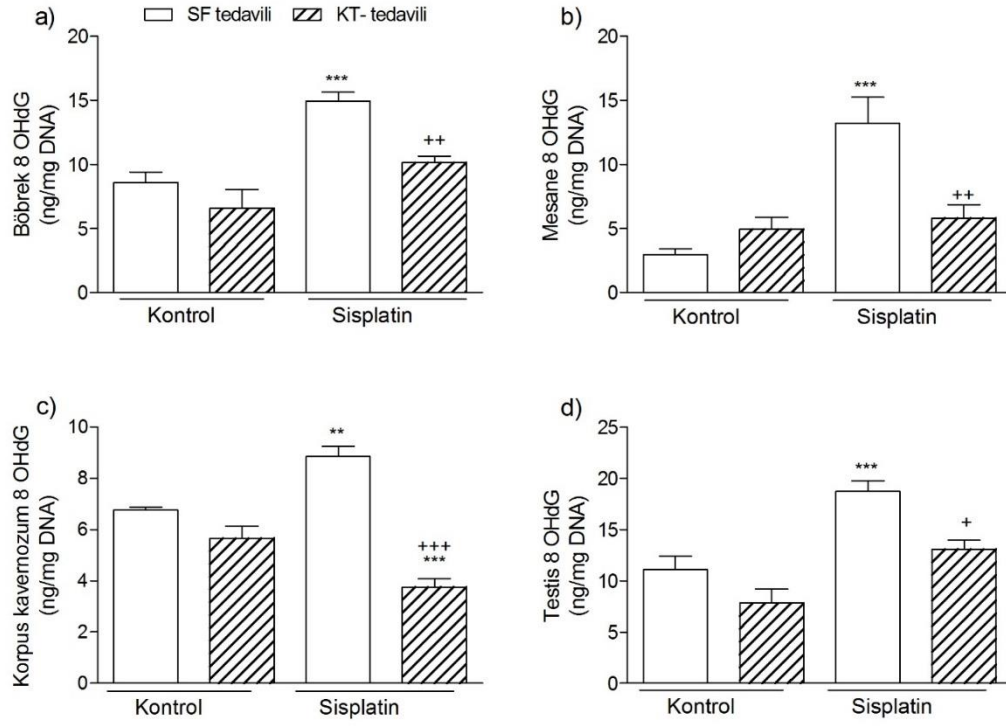 a)
SF tedavili
KT- tedavili
Böbrek 8 OHdG
(ng/mg DNA)
20
15
10
5
0
***
++
Kontrol
Sisplatin
b)
Mesane 8 OHdG
(ng/mg DNA)
20
15
10
5
0
***
++
Kontrol
Sisplatin
c)
Korpus kavernozum 8 OHdG
(ng/mg DNA)
10
8
6
4
2
0
**
+++
***
Kontrol
Sisplatin
d)
Testis 8 OHdG
(ng/mg DNA)
25
20
15
10
5
0
***
+
Kontrol
Sisplatin